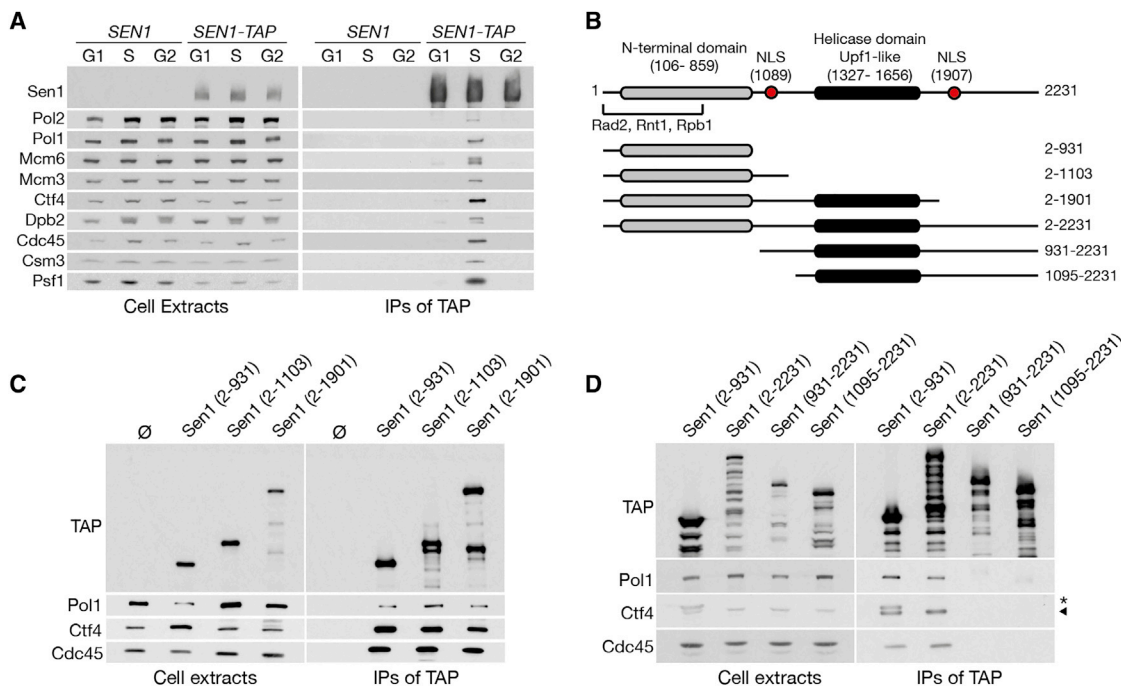 A
SEN1 SEN1-TAP SEN1 SEN1-TAP
G1 S G2 G1 S G2 G1 S G2 G1 S G2
Sen1
Pol2
Pol1
Mcm6
Mcm3
Ctf4
Dpb2
Cdc45
Csm3
Psf1
Cell Extracts IPs of TAP
B
N-terminal domain
(106- 859)
NLS
(1089)
Helicase domain
Upf1-like
(1327- 1656)
NLS
(1907)
1 2231
Rad2, Rnt1, Rpb1
2-931
2-1103
2-1901
2-2231
931-2231
1095-2231
C
Ø Sen1 (2-931) Sen1 (2-1103) Sen1 (2-1901) Ø Sen1 (2-931) Sen1 (2-1103) Sen1 (2-1901)
TAP
Pol1
Ctf4
Cdc45
Cell extracts IPs of TAP
D
Sen1 (2-931) Sen1 (2-2231) Sen1 (931-2231) Sen1 (1095-2231) Sen1 (2-931) Sen1 (2-2231) Sen1 (931-2231) Sen1 (1095-2231)
TAP
Pol1
Ctf4 *
Cdc45
Cell extracts IPs of TAP